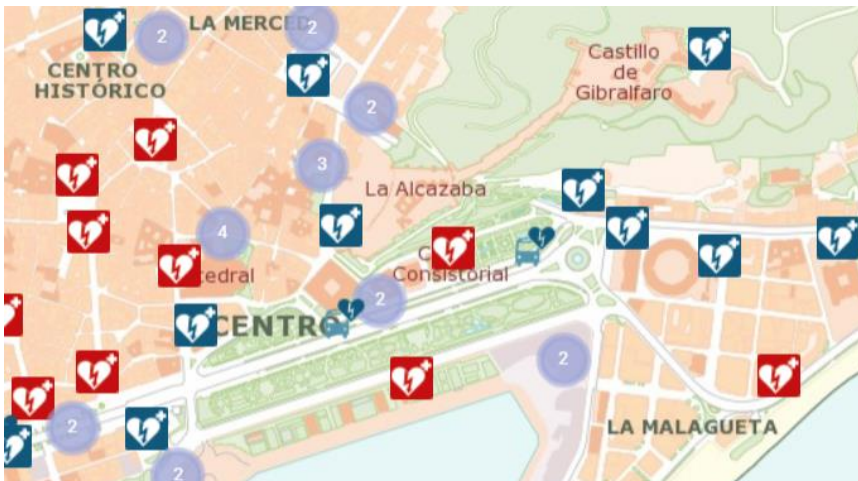 2
LA MERCED
2
CENTRO
HISTÓRICO
Castillo
de
Gibralfaro
2
3
La Alcazaba
4
Consistorial
2
CENTRO
2
LA MALAGUETA
2
2